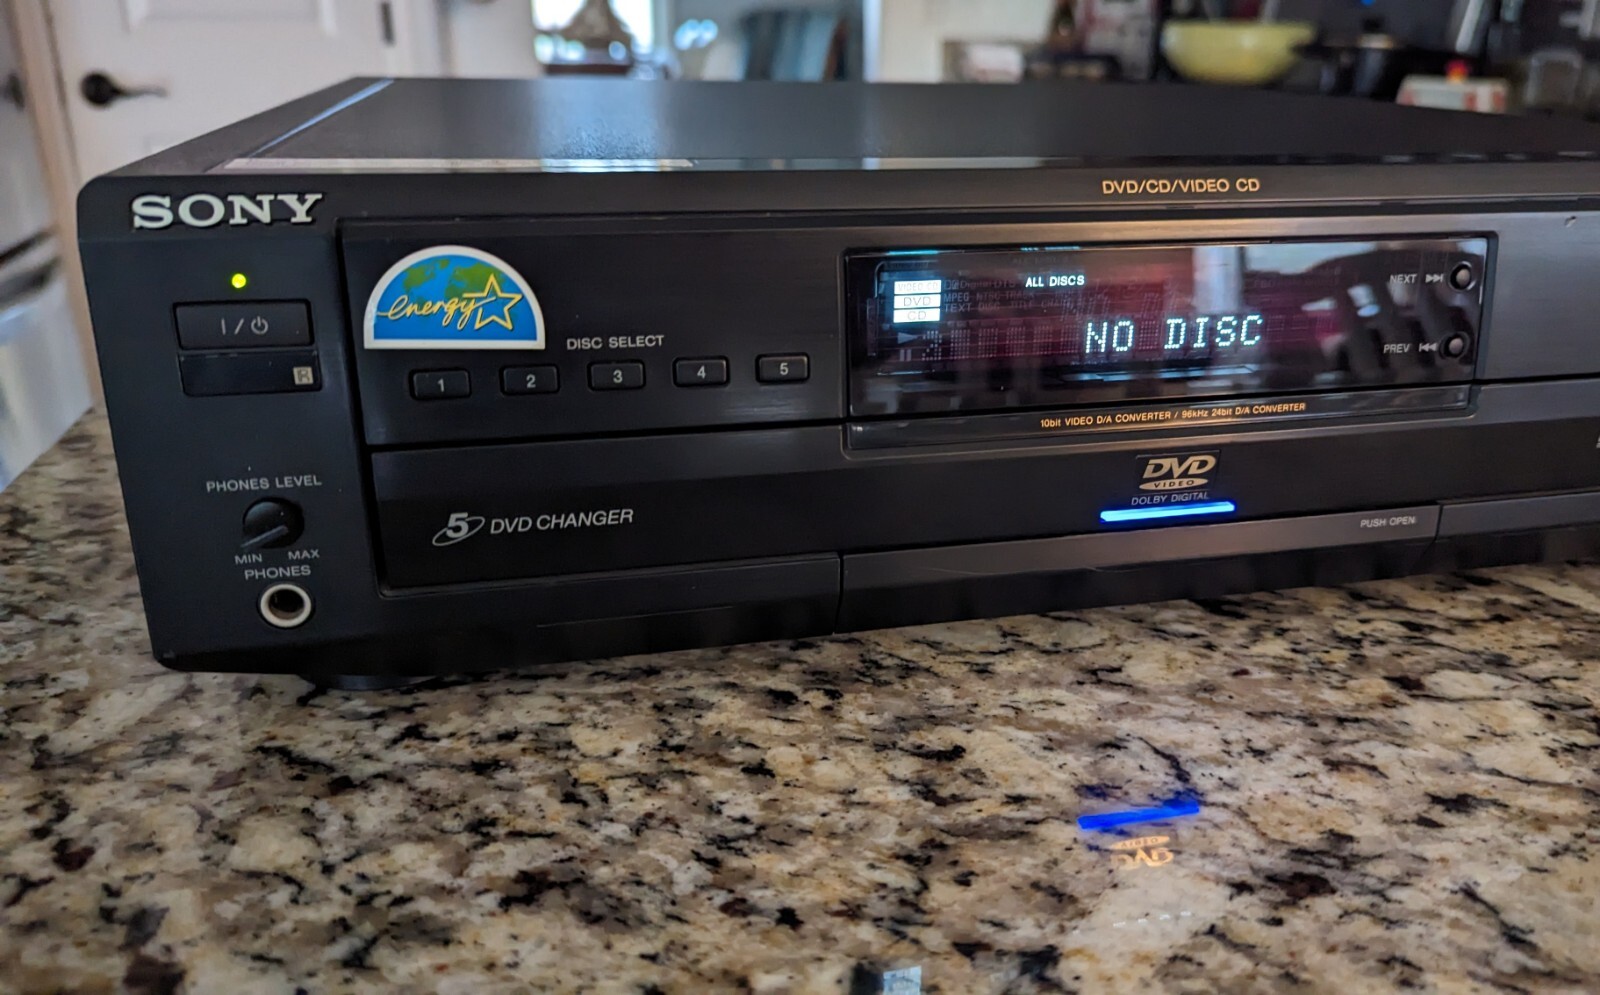 DVD/CD/VIDEO CD
SONY
energy
I / ⏻
R
DISC SELECT
1 2 3 4 5
VIDEO CD
DVD
CD
ALL DISCS
NO DISC
NEXT ⏭
PREV ⏮
10bit VIDEO D/A CONVERTER / 96kHz 24bit D/A CONVERTER
DVD
VIDEO
DOLBY DIGITAL
PUSH OPEN
5 DVD CHANGER
PHONES LEVEL
MIN MAX
PHONES